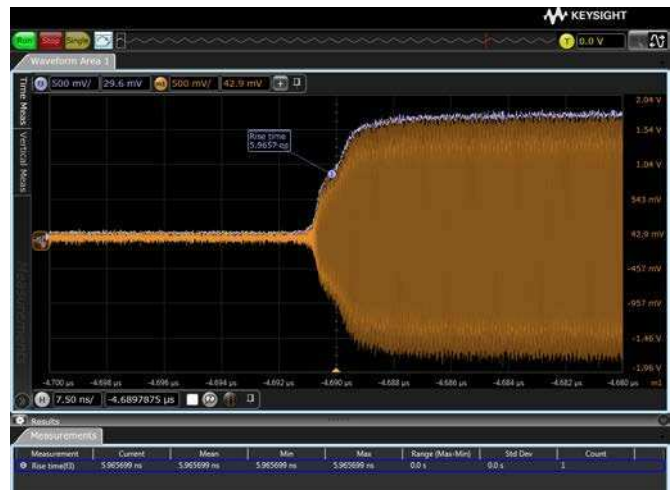 KEYSIGHT
Run Stop Single
T 0.0 V
Waveform Area 1
Time Meas
Vertical Meas
f3 500 mV/ 29.6 mV m1 500 mV/ 42.9 mV +
2.04 V
Rise time
5.9657 ns
1.54 V
1.04 V
543 mV
42.9 mV
-457 mV
-957 mV
-1.46 V
-1.96 V
Measurements
-4.700 µs -4.698 µs -4.696 µs -4.694 µs -4.692 µs -4.690 µs -4.688 µs -4.686 µs -4.684 µs -4.682 µs -4.680 µs m1
H 7.50 ns/ -4.6897875 µs
Results
Measurements
Measurement Current Mean Min Max Range (Max-Min) Std Dev Count
Rise time(f3) 5.965699 ns 5.965699 ns 5.965699 ns 5.965699 ns 0.0 s 0.0 s 1